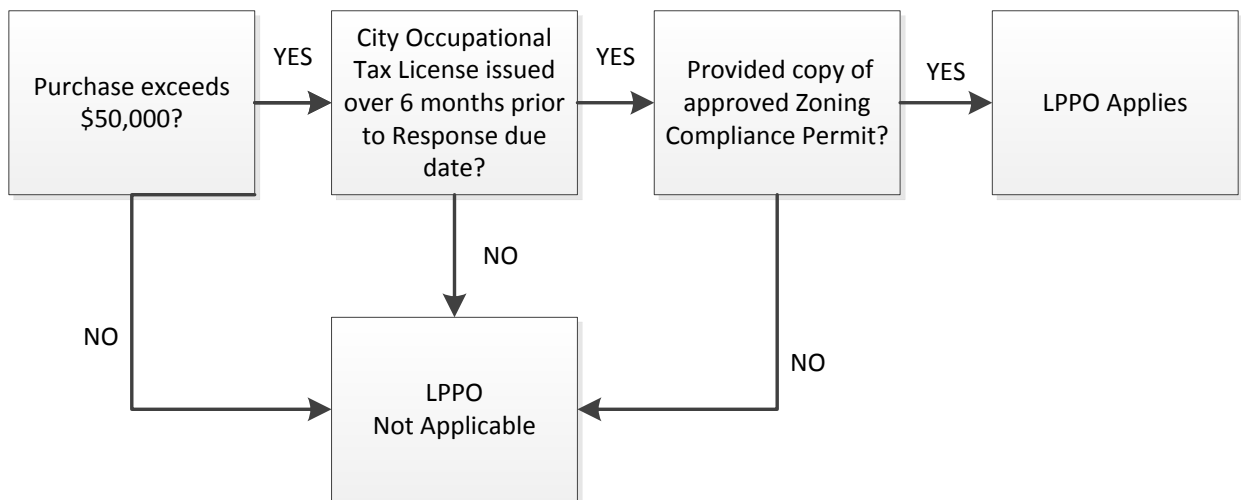 Purchase exceeds
$50,000?
YES
City Occupational
Tax License issued
over 6 months prior
to Response due
date?
YES
Provided copy of
approved Zoning
Compliance Permit?
YES
LPPO Applies
NO
NO
NO
LPPO
Not Applicable